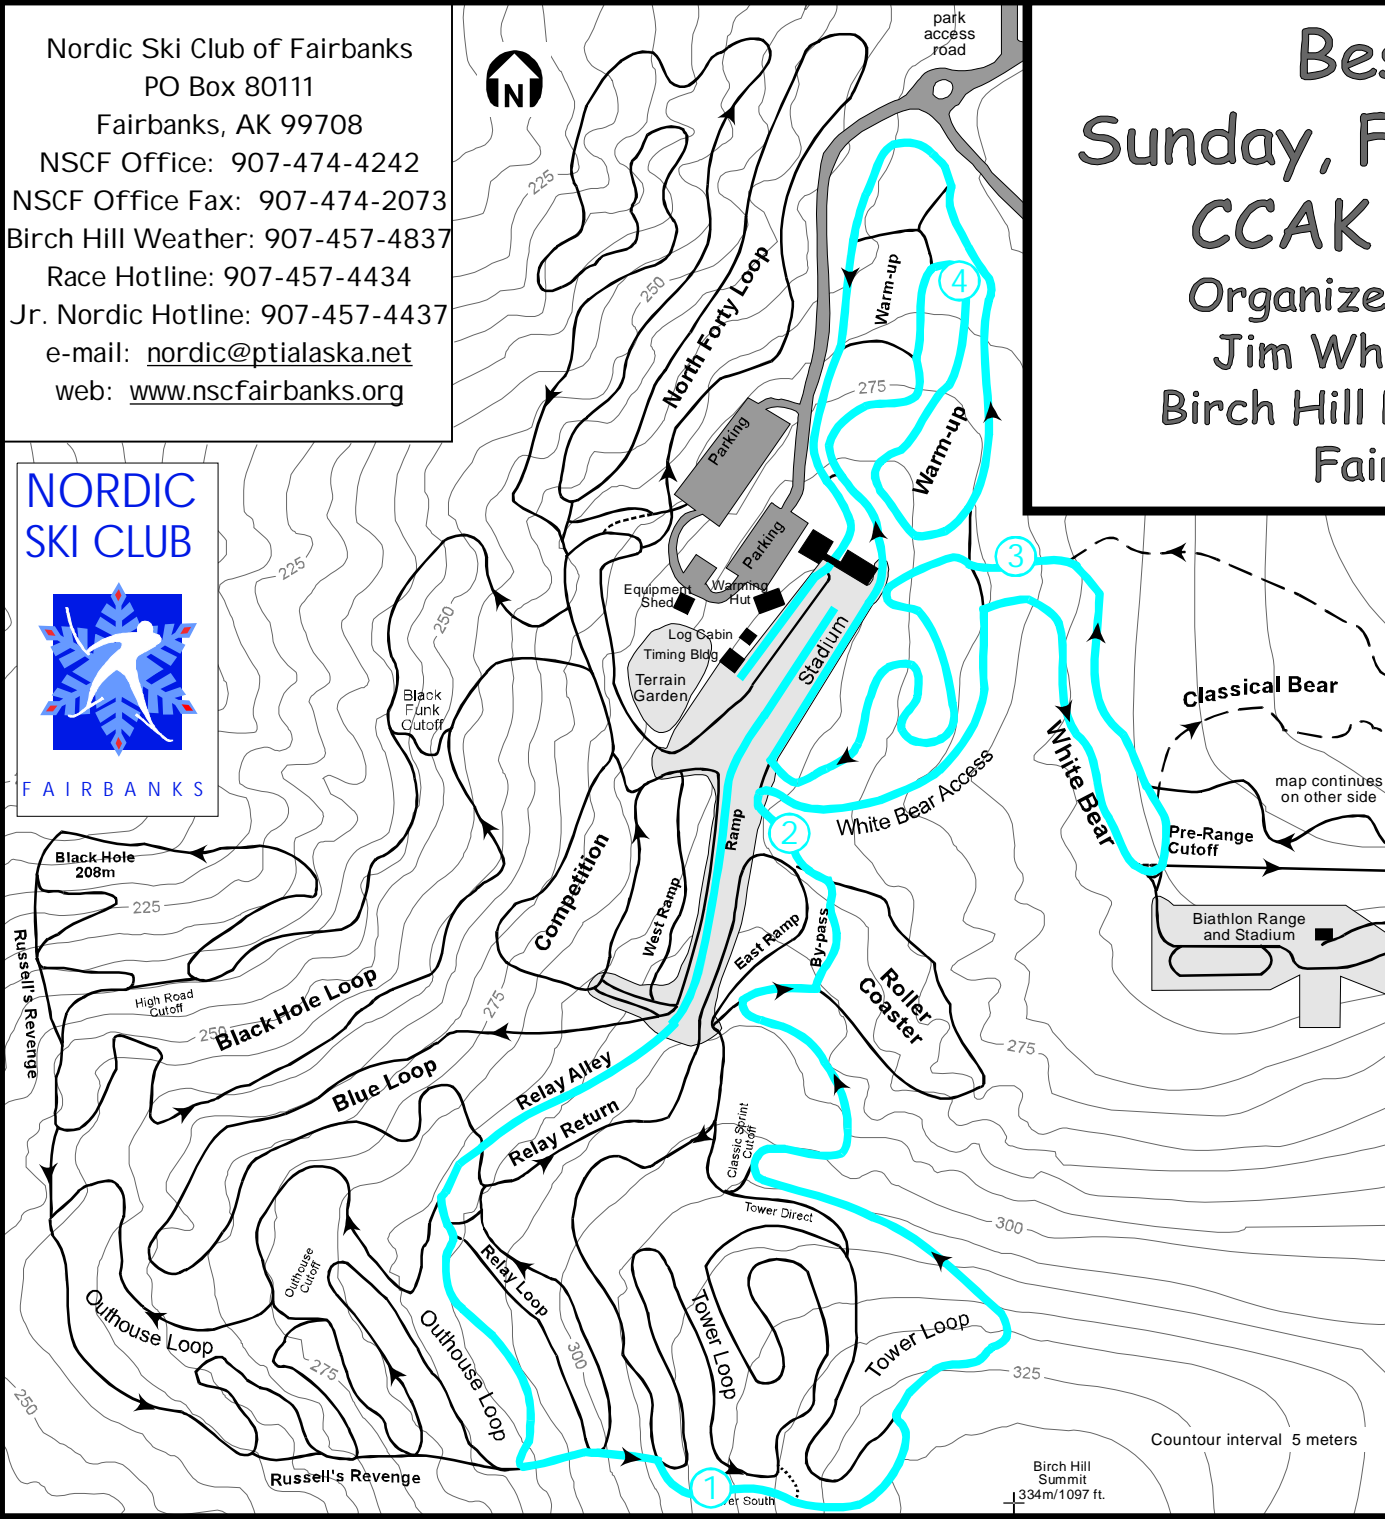 Nordic Ski Club of Fairbanks
PO Box 80111
Fairbanks, AK 99708
NSCF Office: 907-474-4242
NSCF Office Fax: 907-474-2073
Birch Hill Weather: 907-457-4837
Race Hotline: 907-457-4434
Jr. Nordic Hotline: 907-457-4437
e-mail: nordic@ptialaska.net
web: www.nscfairbanks.org
N
park
access
road
Sunday,
CCAK
Jim
Birch Hill
NORDIC
SKI CLUB
FAIRBANKS
225
250
North Forty Loop
Warm-up
4
275
Warm-up
Parking
Parking
3
225
250
Equipment
Shed
Warming
Hut
Log Cabin
Timing Bldg
Terrain
Garden
Stadium
Black
Funk
Cutoff
Classical Bear
White Bear
map continues
on other side
White Bear Access
Ramp
2
Pre-Range
Cutoff
Black Hole
208m
225
Competition
West Ramp
East Ramp
By-pass
Roller
Coaster
Biathlon Range
and Stadium
Russell's Revenge
High Road
Cutoff
250
Black Hole Loop
275
275
Blue Loop
Relay Alley
Relay Return
Classic Sprint
Cutoff
Tower Direct
300
Outhouse
Cutoff
Relay Loop
Outhouse Loop
275
Outhouse Loop
300
Tower Loop
Tower Loop
325
250
Russell's Revenge
1
South
Countour interval 5 meters
Birch Hill
Summit
334m/1097 ft.